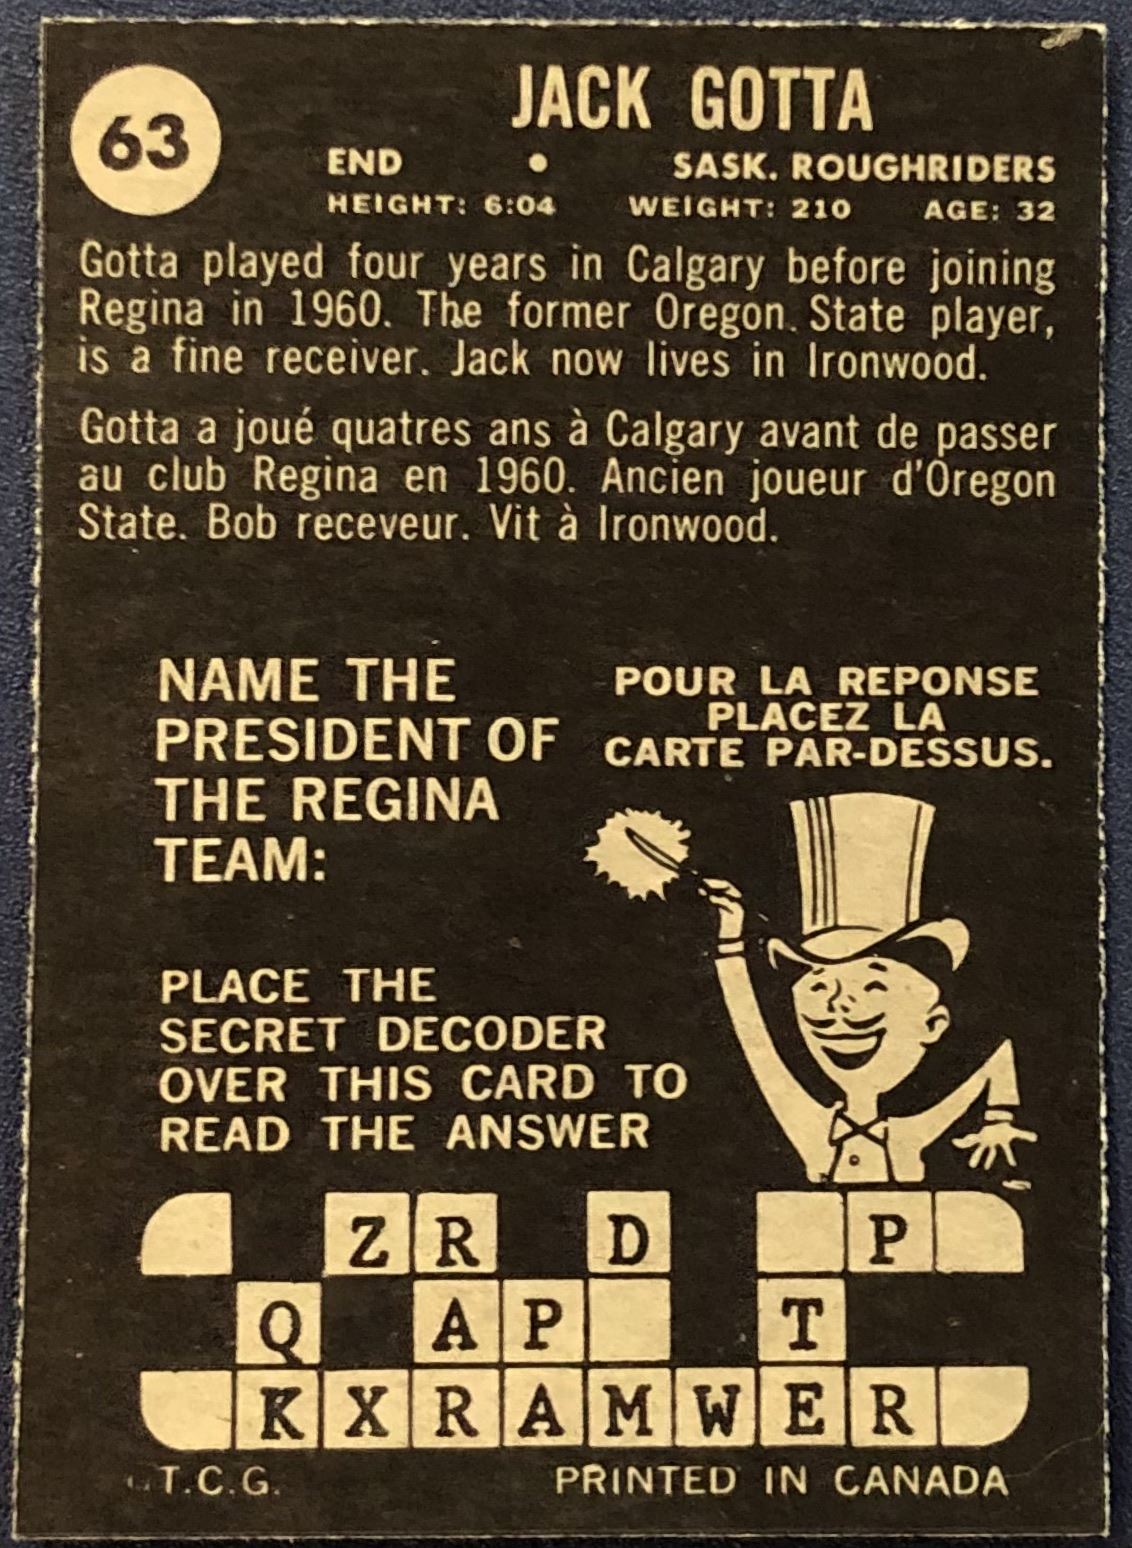 63
JACK GOTTA
END • SASK. ROUGHRIDERS
HEIGHT: 6:04 WEIGHT: 210 AGE: 32
Gotta played four years in Calgary before joining
Regina in 1960. The former Oregon State player,
is a fine receiver. Jack now lives in Ironwood.
Gotta a joué quatres ans à Calgary avant de passer
au club Regina en 1960. Ancien joueur d'Oregon
State. Bob receveur. Vit à Ironwood.
NAME THE
PRESIDENT OF
THE REGINA
TEAM:
POUR LA REPONSE
PLACEZ LA
CARTE PAR-DESSUS.
PLACE THE
SECRET DECODER
OVER THIS CARD TO
READ THE ANSWER
Z R D P
Q A P T
K X R A M W E R
T.C.G. PRINTED IN CANADA